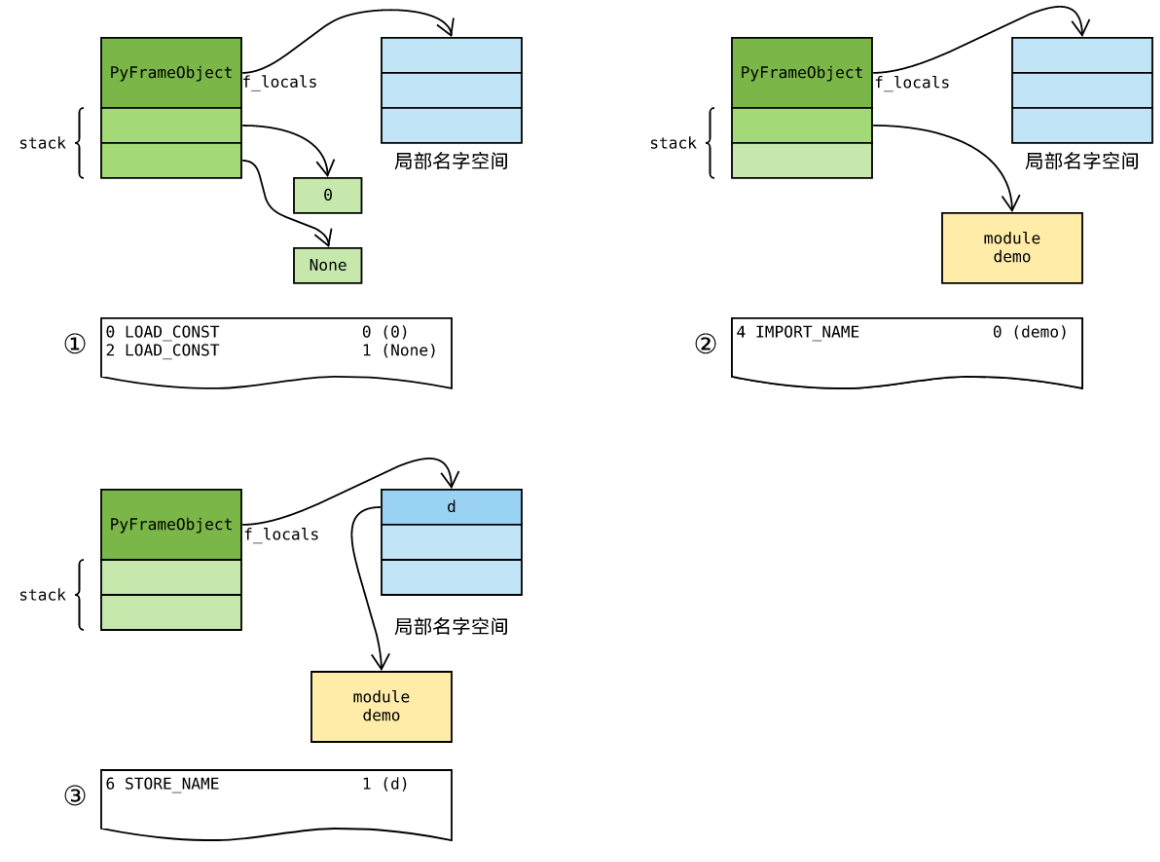 PyFrameObject
f_locals
stack
局部名字空间
0
None
①
0 LOAD_CONST 0 (0)
2 LOAD_CONST 1 (None)
PyFrameObject
f_locals
stack
局部名字空间
module
demo
②
4 IMPORT_NAME 0 (demo)
PyFrameObject
f_locals
d
stack
局部名字空间
module
demo
③
6 STORE_NAME 1 (d)